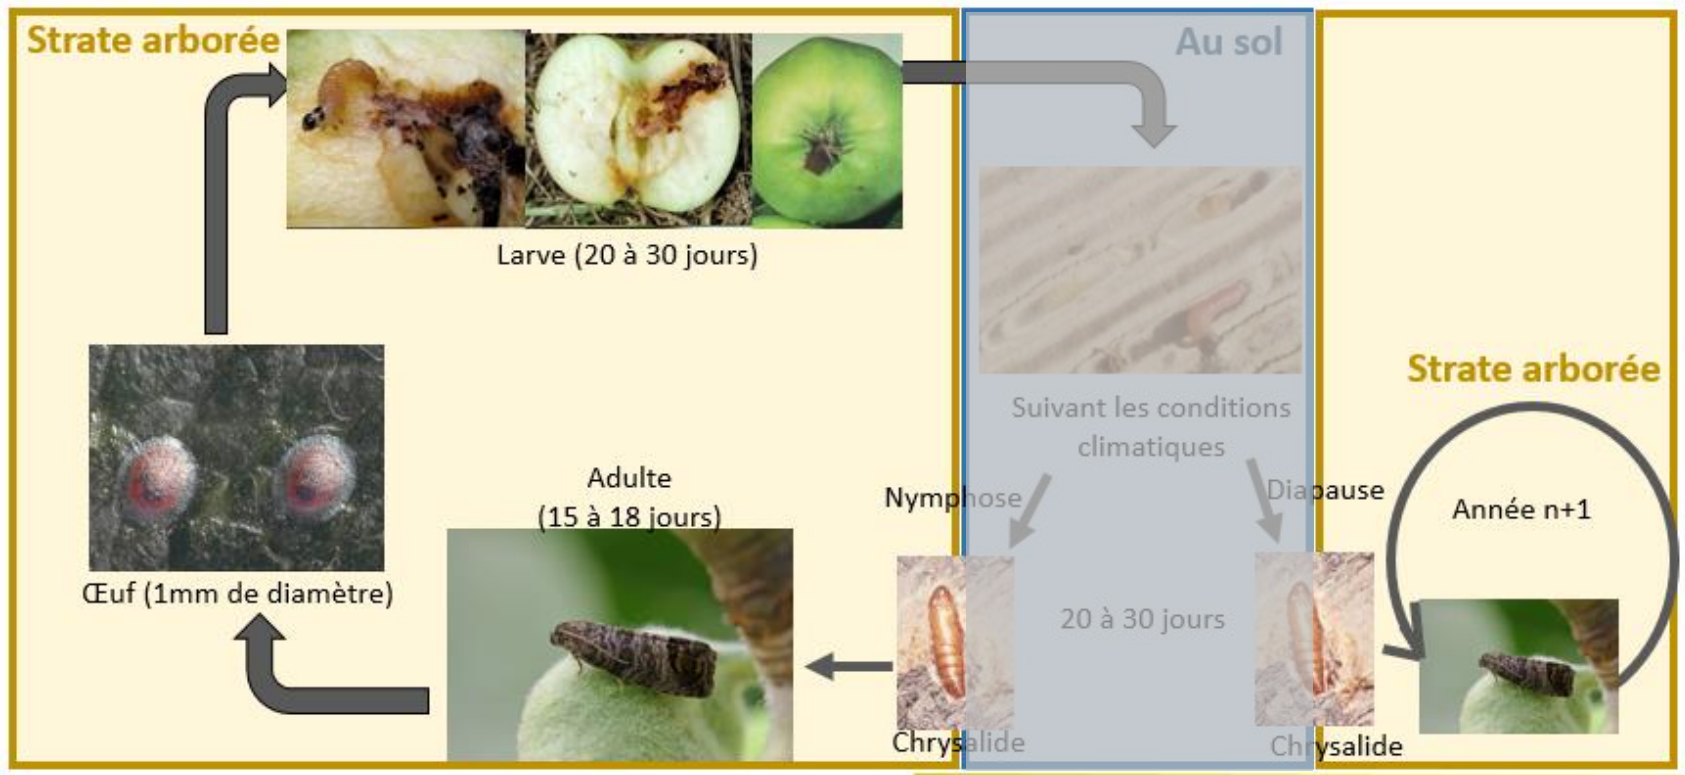 Strate arborée
Au sol
Larve (20 à 30 jours)
Strate arborée
Suivant les conditions
climatiques
Adulte
(15 à 18 jours)
Nymphose
Diapause
Année n+1
Œuf (1mm de diamètre)
20 à 30 jours
Chrysalide
Chrysalide